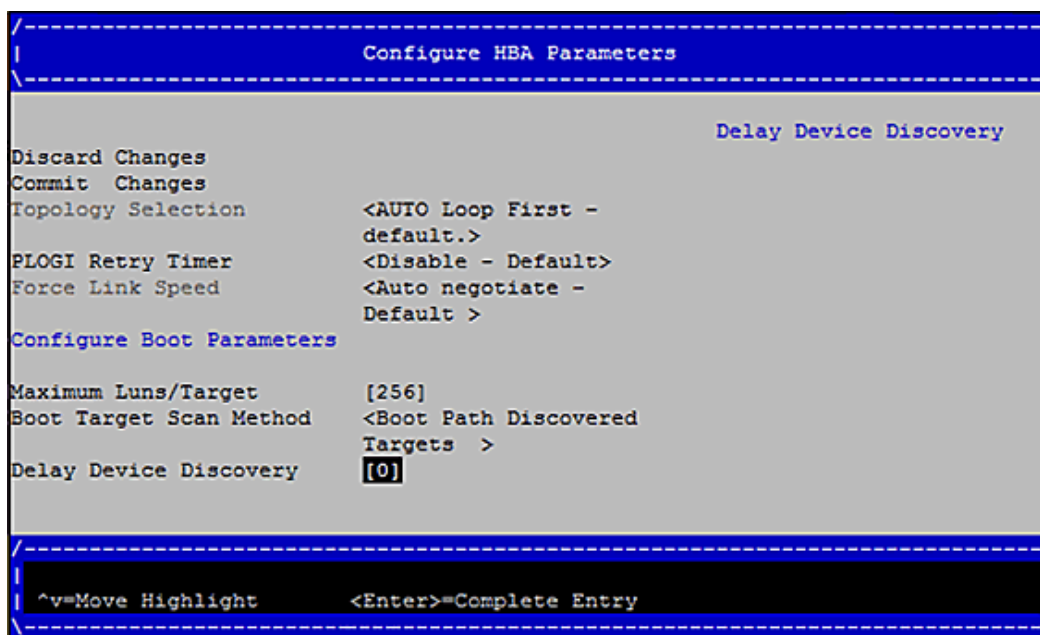 /------------------------------------------------------------------------------
| Configure HBA Parameters
\------------------------------------------------------------------------------
Delay Device Discovery
Discard Changes
Commit  Changes
Topology Selection <AUTO Loop First - default.>
PLOGI Retry Timer <Disable - Default>
Force Link Speed <Auto negotiate - Default >
Configure Boot Parameters
Maximum Luns/Target [256]
Boot Target Scan Method <Boot Path Discovered Targets  >
Delay Device Discovery [0]
/------------------------------------------------------------------------------
|
| ^v=Move Highlight <Enter>=Complete Entry
\------------------------------------------------------------------------------